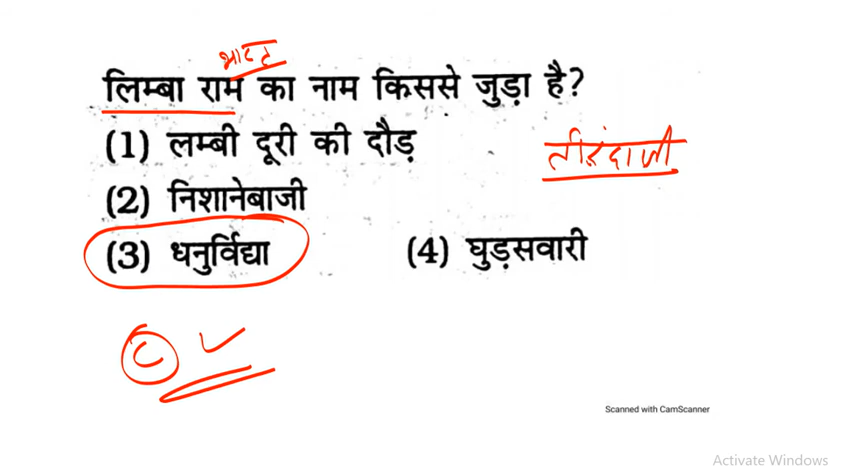 भारत
लिम्बा राम का नाम किससे जुड़ा है?
(1) लम्बी दूरी की दौड़
तीरंदाजी
(2) निशानेबाजी
(3) धनुर्विद्या (4) घुड़सवारी
C
Scanned with CamScanner
Activate Windows